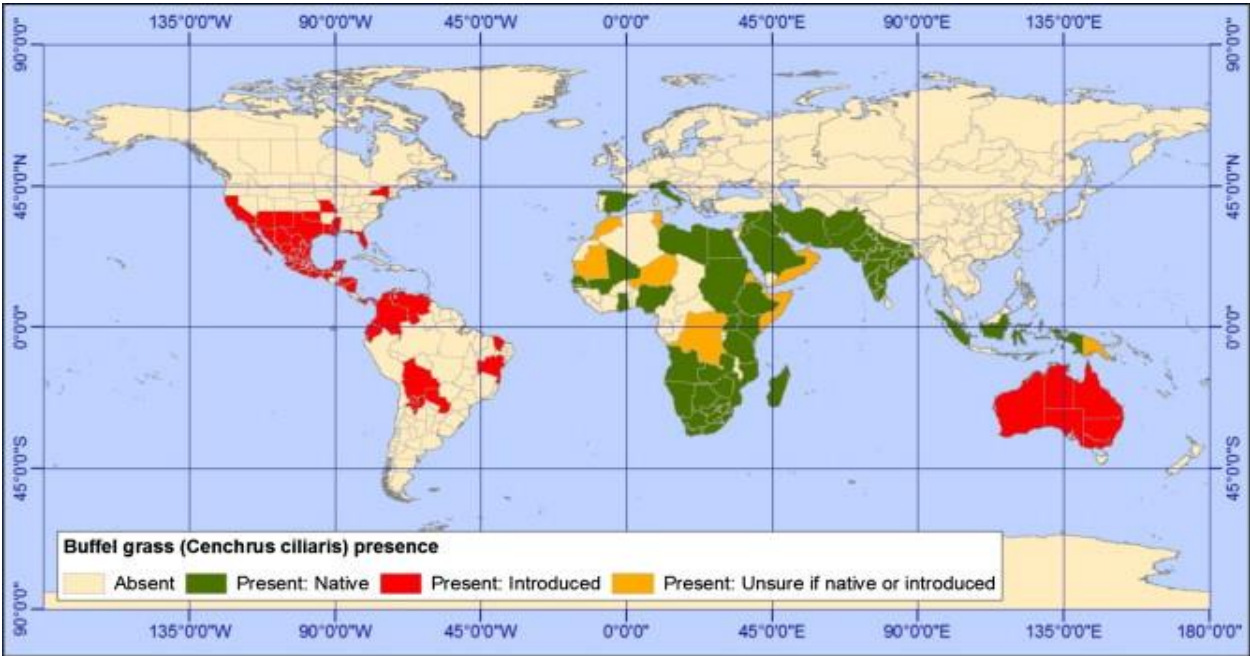 135°0'0"W 90°0'0"W 45°0'0"W 0°0'0" 45°0'0"E 90°0'0"E 135°0'0"E
90°0'0" 90°0'0"
45°0'0"N 45°0'0"N
0°0'0" 0°0'0"
45°0'0"S 45°0'0"S
Buffel grass (Cenchrus ciliaris) presence
Absent Present: Native Present: Introduced Present: Unsure if native or introduced
90°0'0" 90°0'0"
135°0'0"W 90°0'0"W 45°0'0"W 0°0'0" 45°0'0"E 90°0'0"E 135°0'0"E 180°0'0"